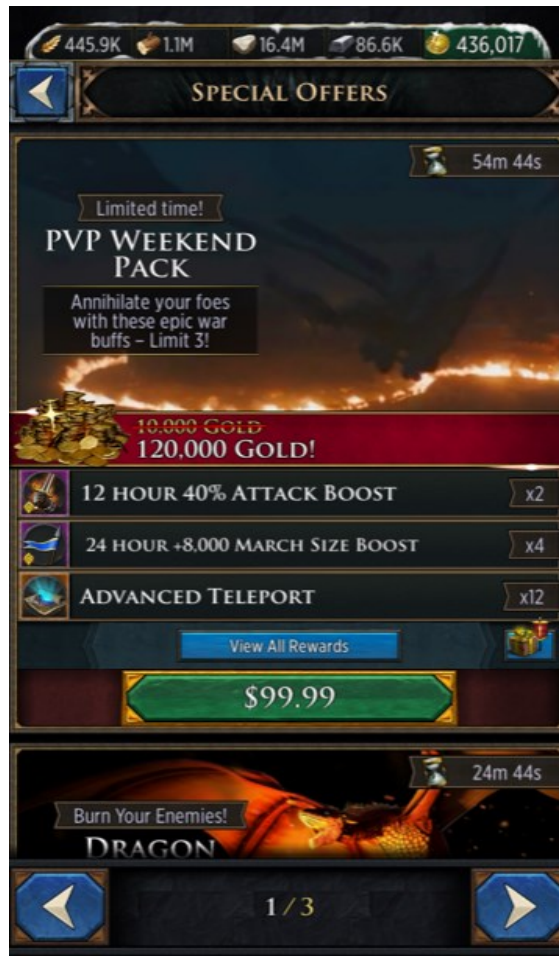 445.9K 1.1M 16.4M 86.6K 436,017
SPECIAL OFFERS
54m 44s
Limited time!
PVP WEEKEND
PACK
Annihilate your foes
with these epic war
buffs – Limit 3!
10,000 GOLD
120,000 GOLD!
12 HOUR 40% ATTACK BOOST x2
24 HOUR +8,000 MARCH SIZE BOOST x4
ADVANCED TELEPORT x12
View All Rewards
$99.99
24m 44s
Burn Your Enemies!
DRAGON
1 / 3